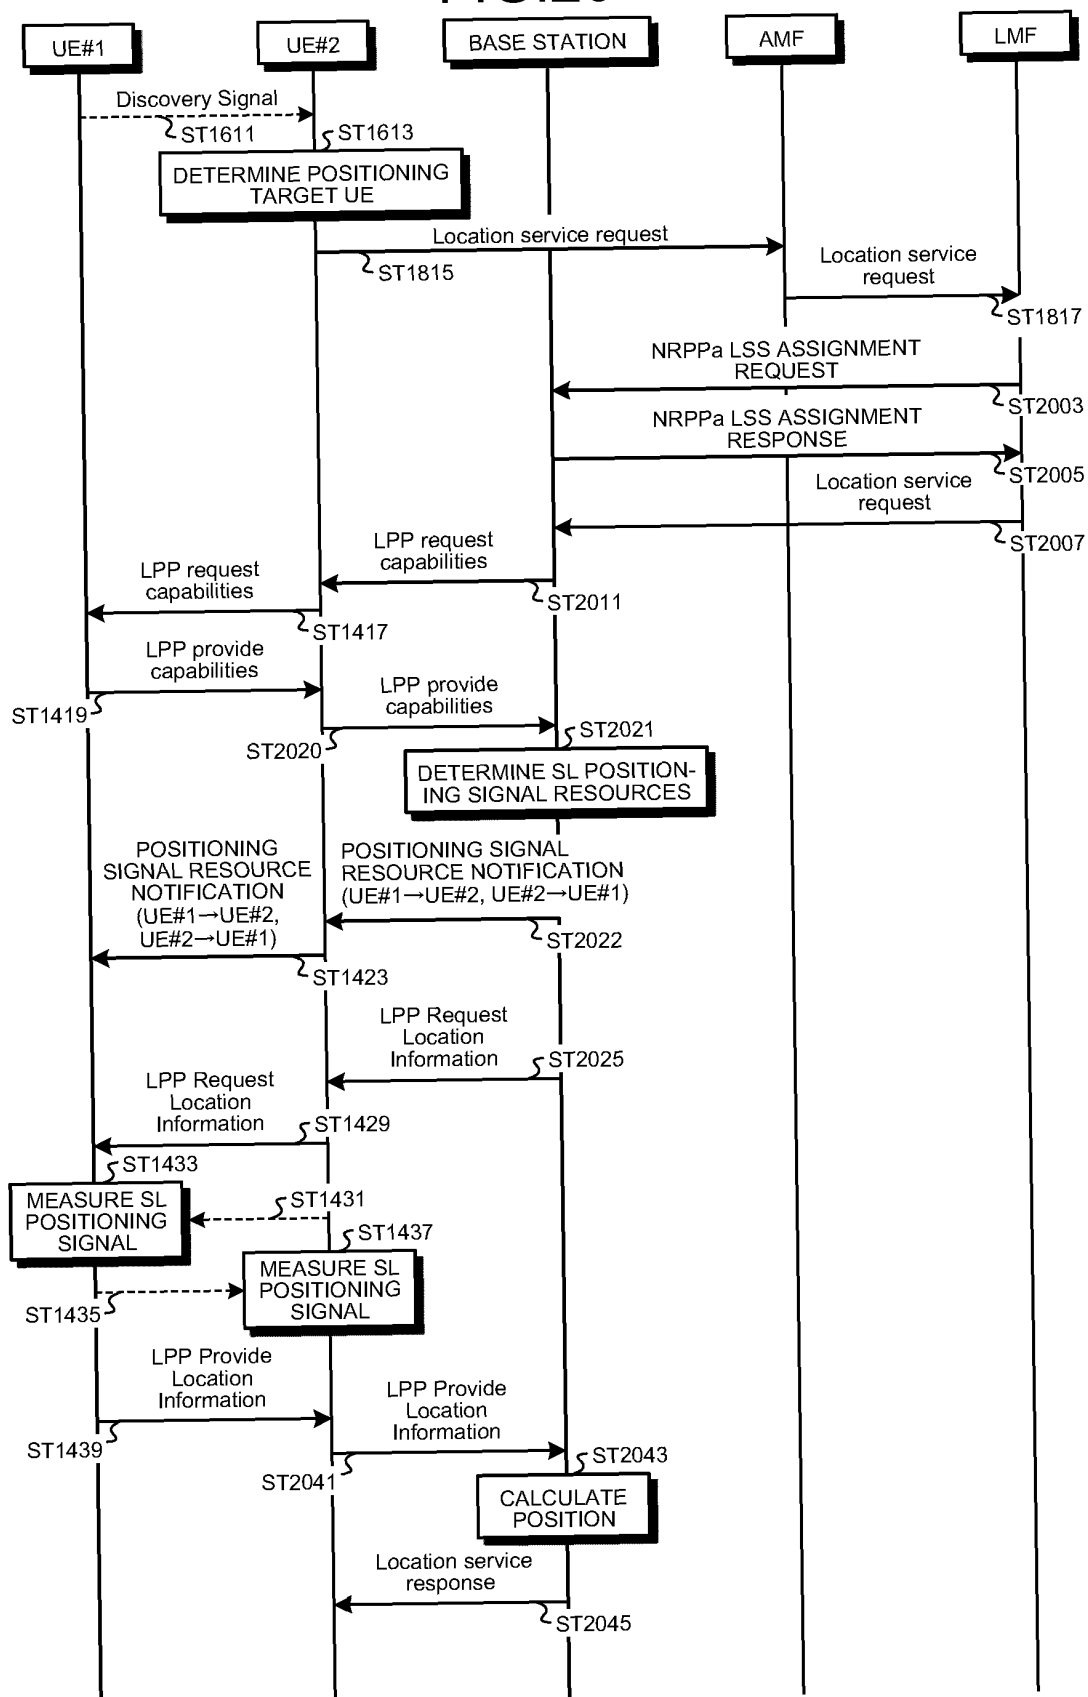 UE#1
UE#2
BASE STATION
AMF
LMF
Discovery Signal
ST1611
ST1613
DETERMINE POSITIONING
TARGET UE
Location service request
ST1815
Location service
request
ST1817
NRPPa LSS ASSIGNMENT
REQUEST
ST2003
NRPPa LSS ASSIGNMENT
RESPONSE
ST2005
Location service
request
ST2007
LPP request
capabilities
ST2011
LPP request
capabilities
ST1417
LPP provide
capabilities
ST1419
LPP provide
capabilities
ST2020
ST2021
DETERMINE SL POSITION-
ING SIGNAL RESOURCES
POSITIONING SIGNAL
RESOURCE NOTIFICATION
(UE#1→UE#2, UE#2→UE#1)
ST2022
POSITIONING
SIGNAL RESOURCE
NOTIFICATION
(UE#1→UE#2,
UE#2→UE#1)
ST1423
LPP Request
Location
Information
ST2025
LPP Request
Location
Information
ST1429
ST1433
MEASURE SL
POSITIONING
SIGNAL
ST1431
ST1437
MEASURE SL
POSITIONING
SIGNAL
ST1435
LPP Provide
Location
Information
ST1439
LPP Provide
Location
Information
ST2041
ST2043
CALCULATE
POSITION
Location service
response
ST2045